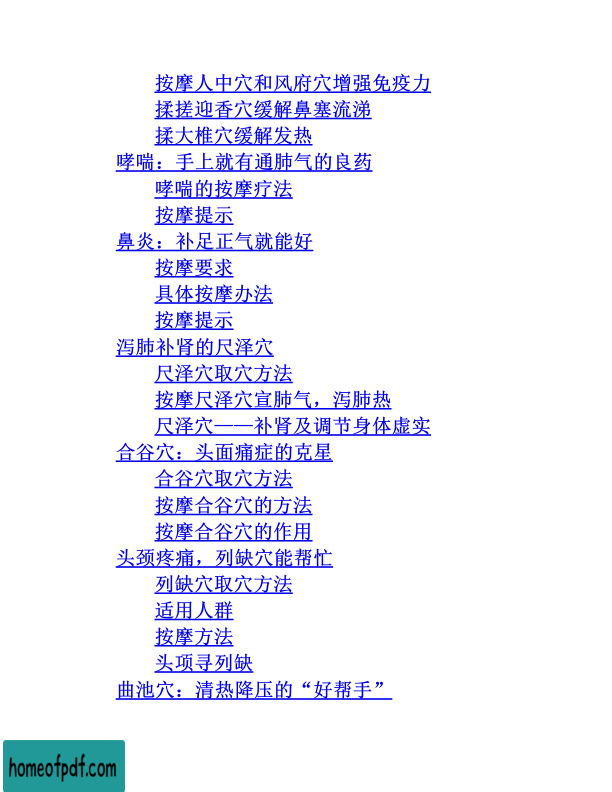 按摩人中穴和风府穴增强免疫力
揉搓迎香穴缓解鼻塞流涕
揉大椎穴缓解发热
哮喘：手上就有通肺气的良药
哮喘的按摩疗法
按摩提示
鼻炎：补足正气就能好
按摩要求
具体按摩办法
按摩提示
泻肺补肾的尺泽穴
尺泽穴取穴方法
按摩尺泽穴宣肺气，泻肺热
尺泽穴——补肾及调节身体虚实
合谷穴：头面痛症的克星
合谷穴取穴方法
按摩合谷穴的方法
按摩合谷穴的作用
头颈疼痛，列缺穴能帮忙
列缺穴取穴方法
适用人群
按摩方法
头项寻列缺
曲池穴：清热降压的“好帮手”
homeofpdf.com